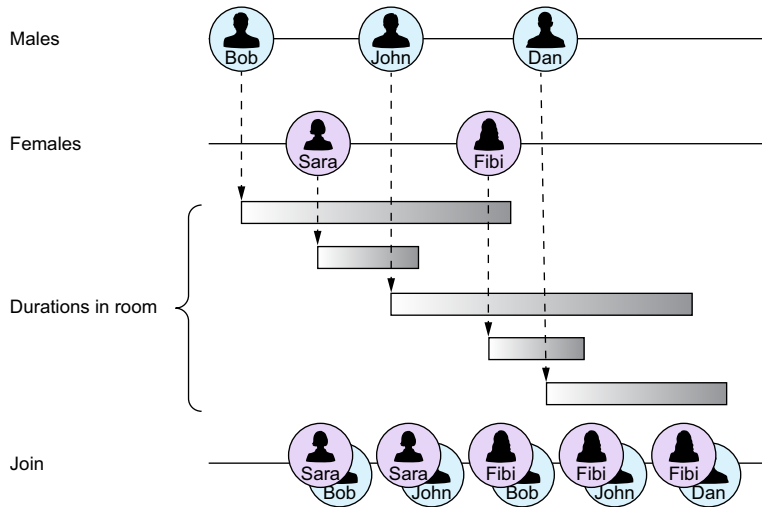 Males
Bob
John
Dan
Females
Sara
Fibi
Durations in room
Join
Sara
Bob
Sara
John
Fibi
Bob
Fibi
John
Fibi
Dan